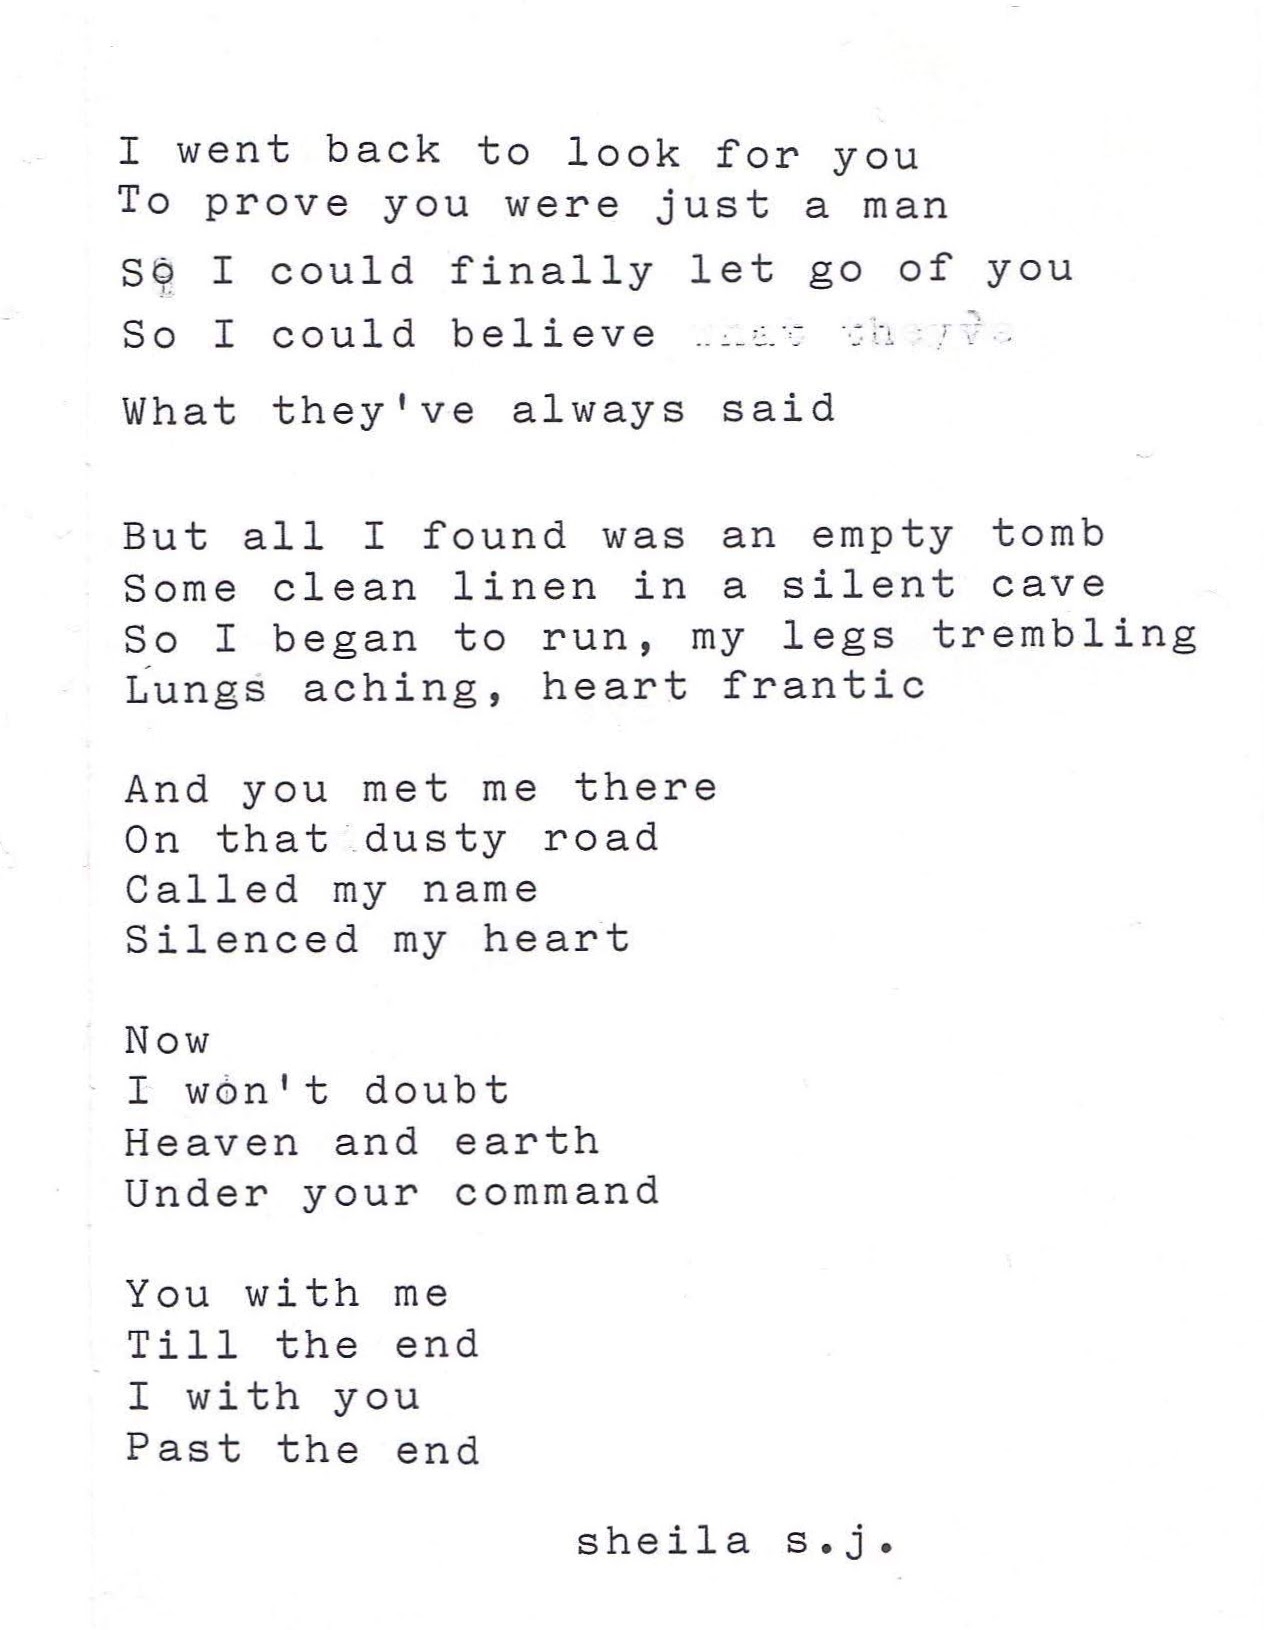 I went back to look for you
To prove you were just a man
So I could finally let go of you
So I could believe what they've
What they've always said
But all I found was an empty tomb
Some clean linen in a silent cave
So I began to run, my legs trembling
Lungs aching, heart frantic
And you met me there
On that dusty road
Called my name
Silenced my heart
Now
I won't doubt
Heaven and earth
Under your command
You with me
Till the end
I with you
Past the end
sheila s.j.